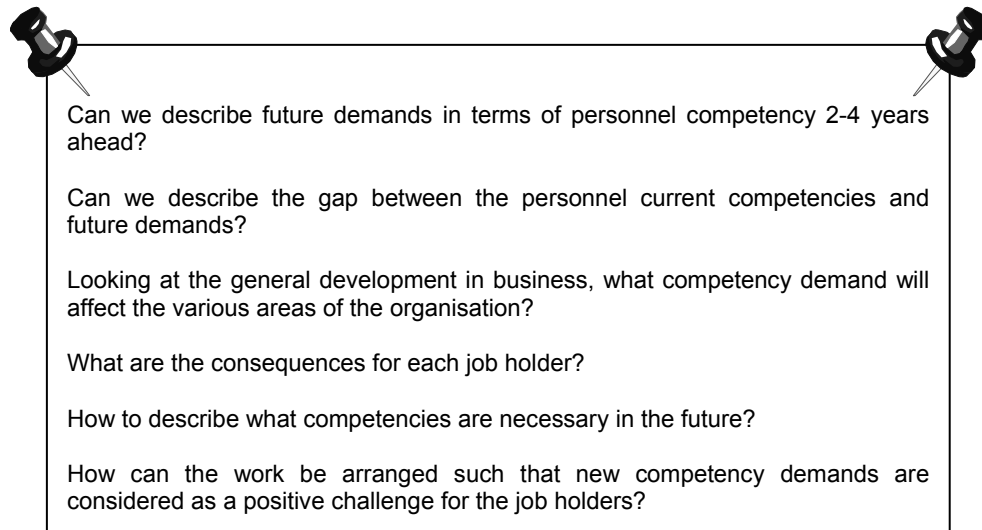 Can we describe future demands in terms of personnel competency 2-4 years
ahead?
Can we describe the gap between the personnel current competencies and
future demands?
Looking at the general development in business, what competency demand will
affect the various areas of the organisation?
What are the consequences for each job holder?
How to describe what competencies are necessary in the future?
How can the work be arranged such that new competency demands are
considered as a positive challenge for the job holders?